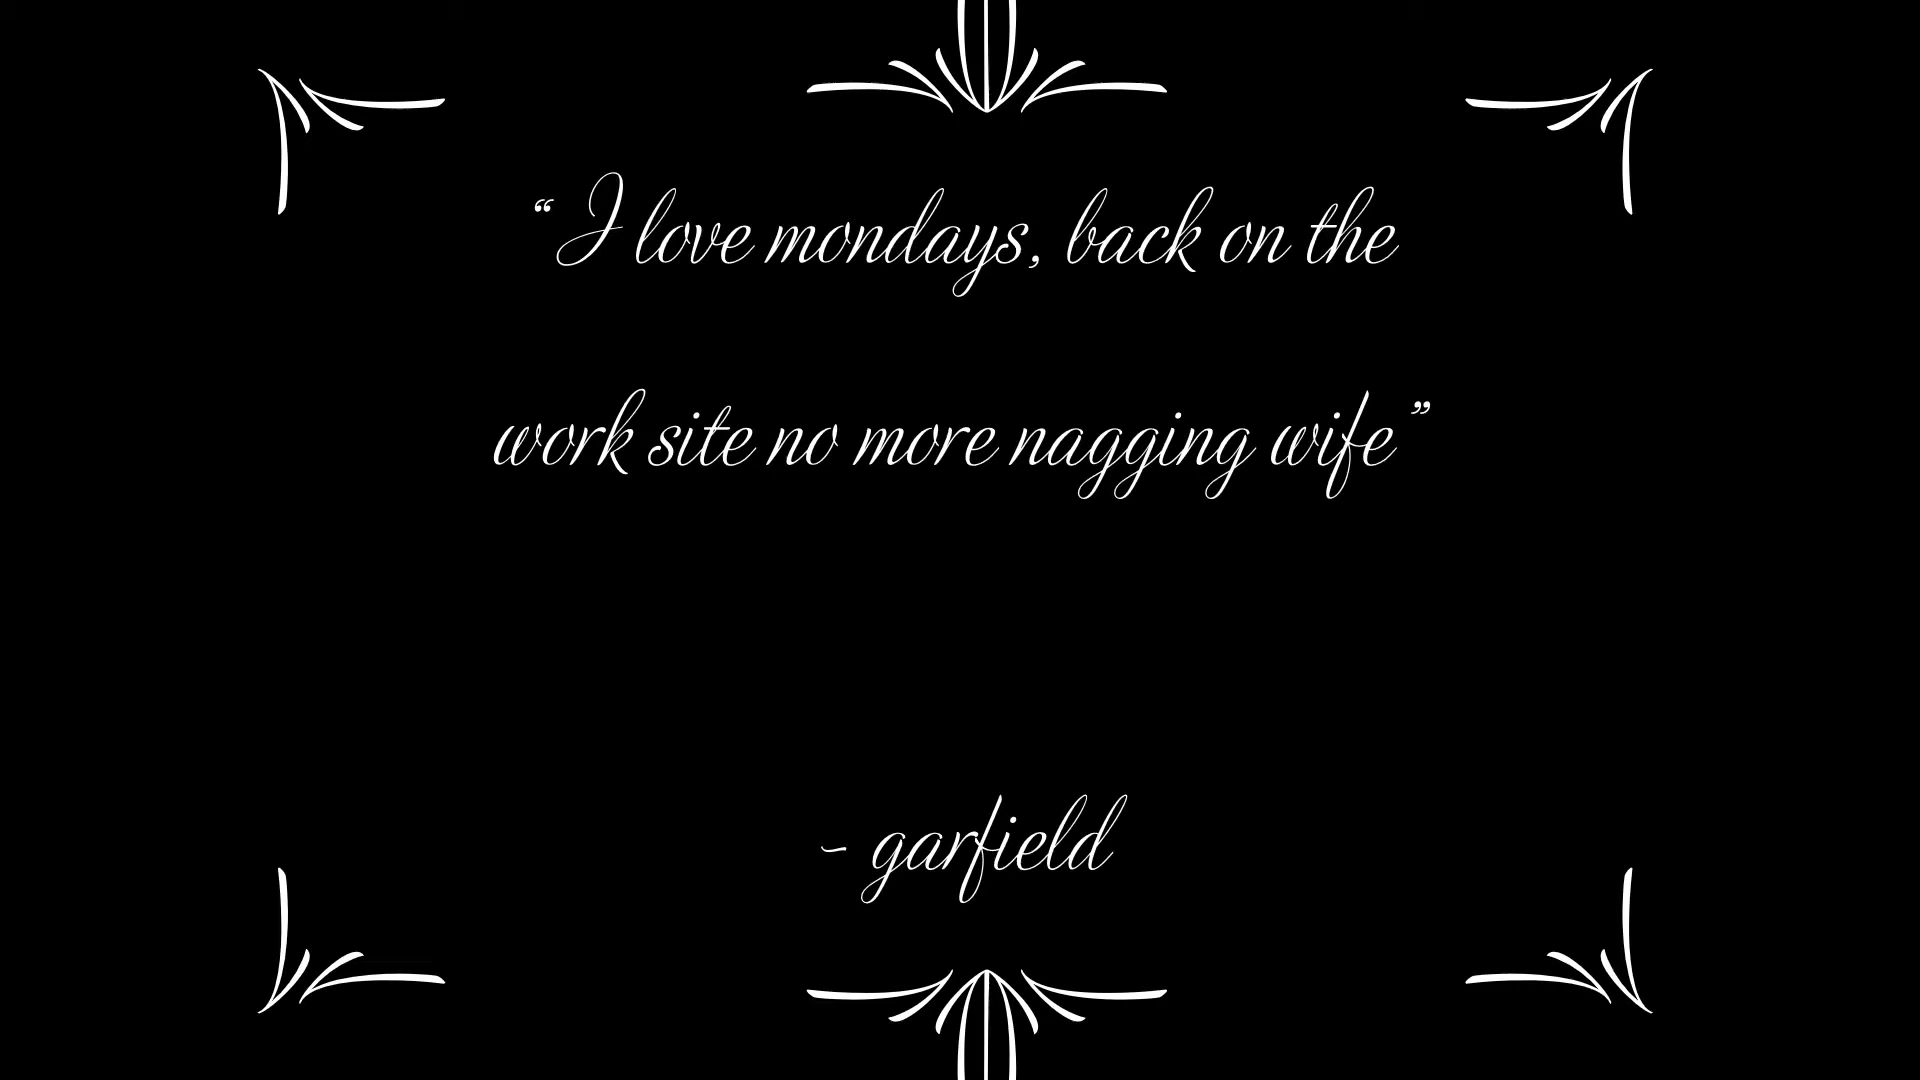 “ I love mondays, back on the
work site no more nagging wife ”
- garfield